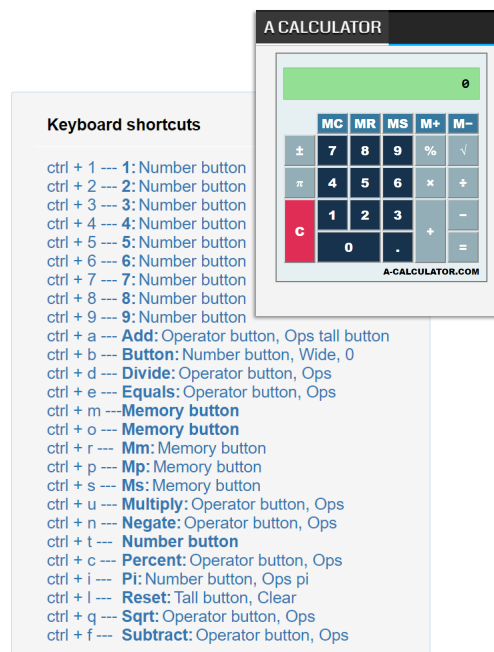 A CALCULATOR
0
MC MR MS M+ M−
± 7 8 9 % √
π 4 5 6 × ÷
C 1 2 3 + −
0 . =
A-CALCULATOR.COM
Keyboard shortcuts
ctrl + 1 --- 1: Number button
ctrl + 2 --- 2: Number button
ctrl + 3 --- 3: Number button
ctrl + 4 --- 4: Number button
ctrl + 5 --- 5: Number button
ctrl + 6 --- 6: Number button
ctrl + 7 --- 7: Number button
ctrl + 8 --- 8: Number button
ctrl + 9 --- 9: Number button
ctrl + a --- Add: Operator button, Ops tall button
ctrl + b --- Button: Number button, Wide, 0
ctrl + d --- Divide: Operator button, Ops
ctrl + e --- Equals: Operator button, Ops
ctrl + m ---Memory button
ctrl + o --- Memory button
ctrl + r --- Mm: Memory button
ctrl + p --- Mp: Memory button
ctrl + s --- Ms: Memory button
ctrl + u --- Multiply: Operator button, Ops
ctrl + n --- Negate: Operator button, Ops
ctrl + t --- Number button
ctrl + c --- Percent: Operator button, Ops
ctrl + i --- Pi: Number button, Ops pi
ctrl + l --- Reset: Tall button, Clear
ctrl + q --- Sqrt: Operator button, Ops
ctrl + f --- Subtract: Operator button, Ops